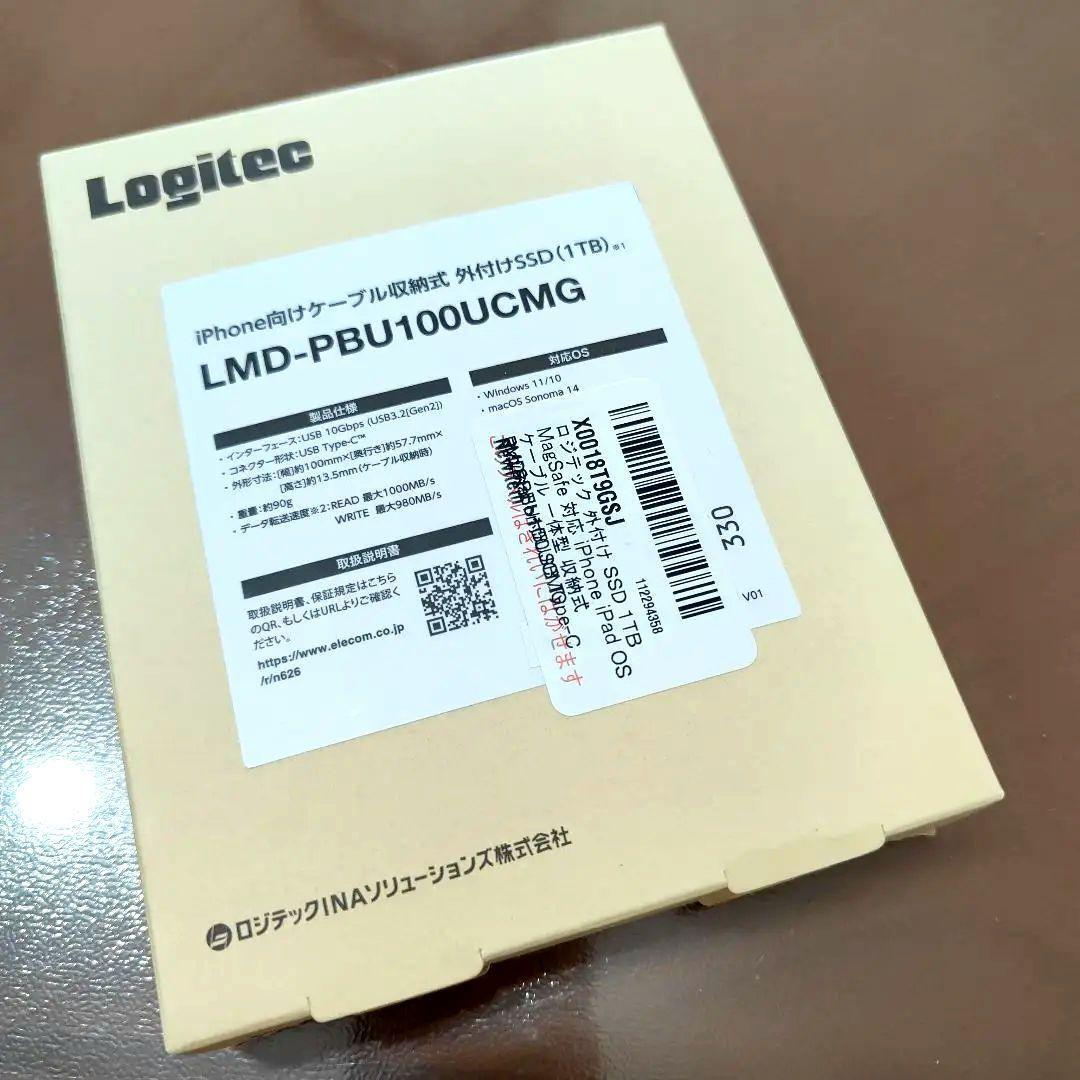 Logitec
iPhone向けケーブル収納式 外付けSSD(1TB)※1
LMD-PBU100UCMG
製品仕様
・インターフェース:USB 10Gbps (USB3.2[Gen2])
・コネクター形状:USB Type-C™
・外形寸法:[幅]約100mm×[奥行き]約57.7mm×
[高さ]約13.5mm(ケーブル収納時)
・重量:約90g
・データ転送速度※2:READ 最大1000MB/s
WRITE 最大980MB/s
対応OS
・Windows 11/10
・macOS Sonoma 14
取扱説明書
取扱説明書、保証規定はこちら
のQR、もしくはURLよりご確認く
ださい。
https://www.elecom.co.jp
/r/n626
X0018T9GSJ
ロジテック 外付け SSD 1TB
MagSafe 対応 iPhone iPad OS
ケーブル 一体型 収納式
はきれいにはがせます
112294358
330
V01
ロジテックINAソリューションズ株式会社